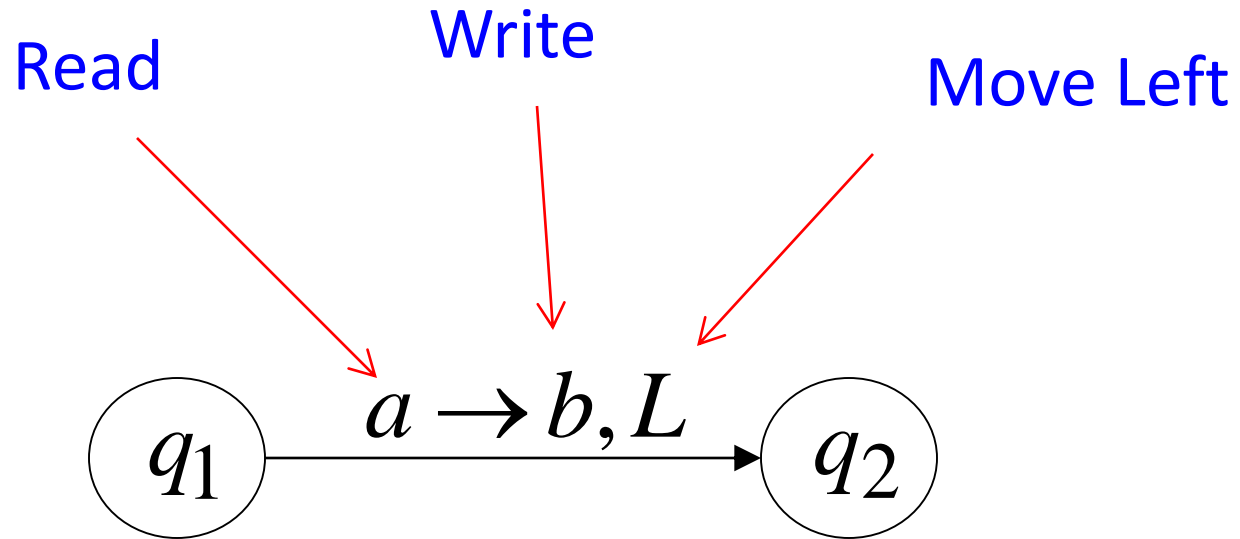 Read
Write
Move Left
a → b, L
q1
q2